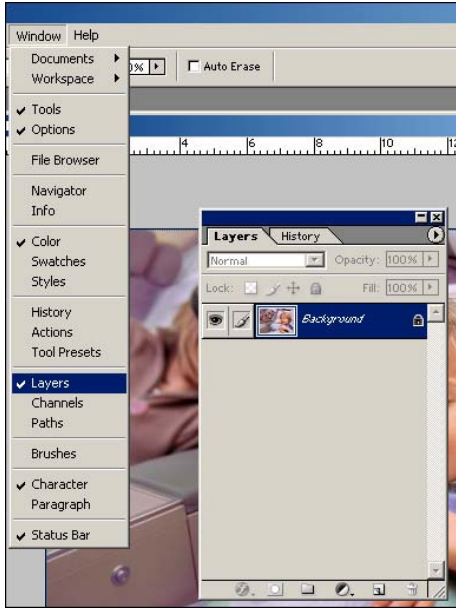 Window Help
Documents
Workspace
0% Auto Erase
Tools
Options
File Browser
Navigator
Info
Color
Swatches
Styles
History
Actions
Tool Presets
Layers
Channels
Paths
Brushes
Character
Paragraph
Status Bar
4 6 8 10 12
Layers History
Normal Opacity: 100%
Lock: Fill: 100%
Background